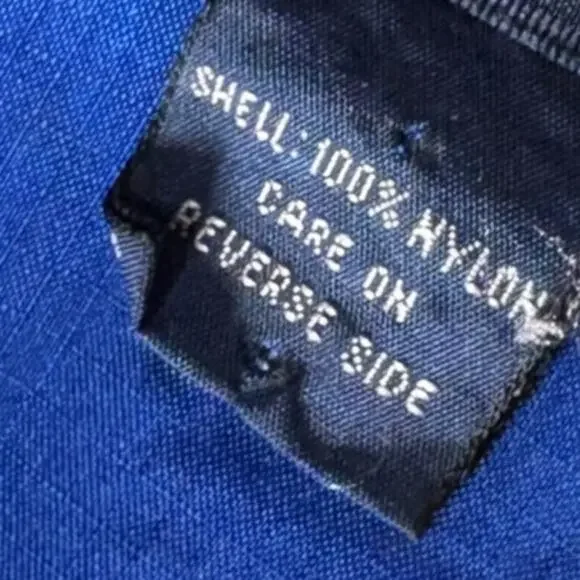 SHELL: 100% NYLON
CARE ON
REVERSE SIDE